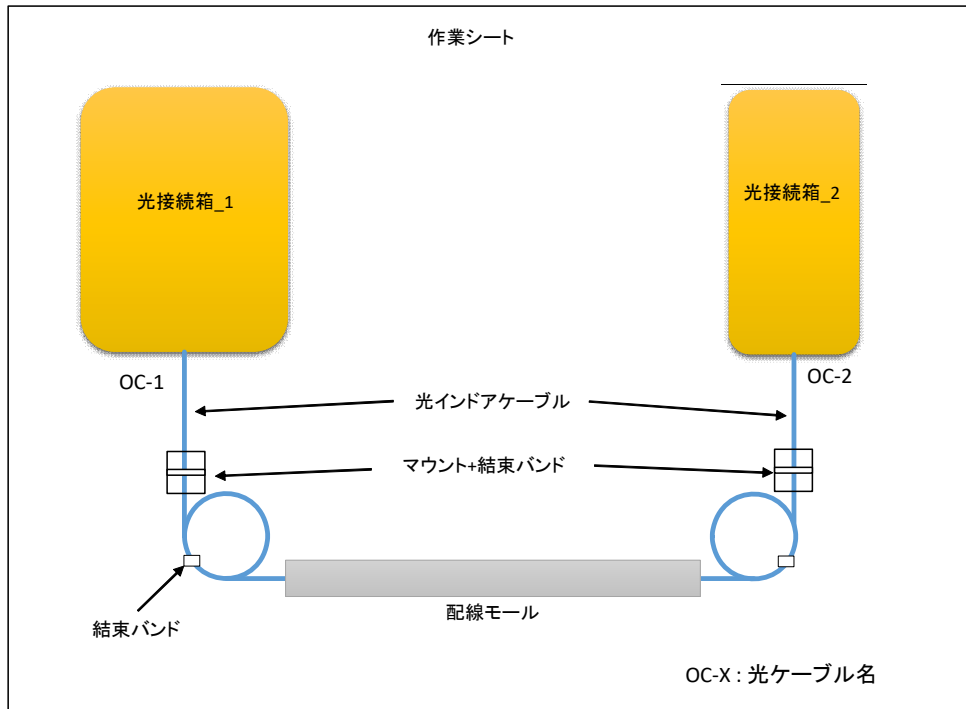 作業シート
光接続箱_1
光接続箱_2
OC-1
OC-2
光インドアケーブル
マウント+結束バンド
配線モール
結束バンド
OC-X : 光ケーブル名